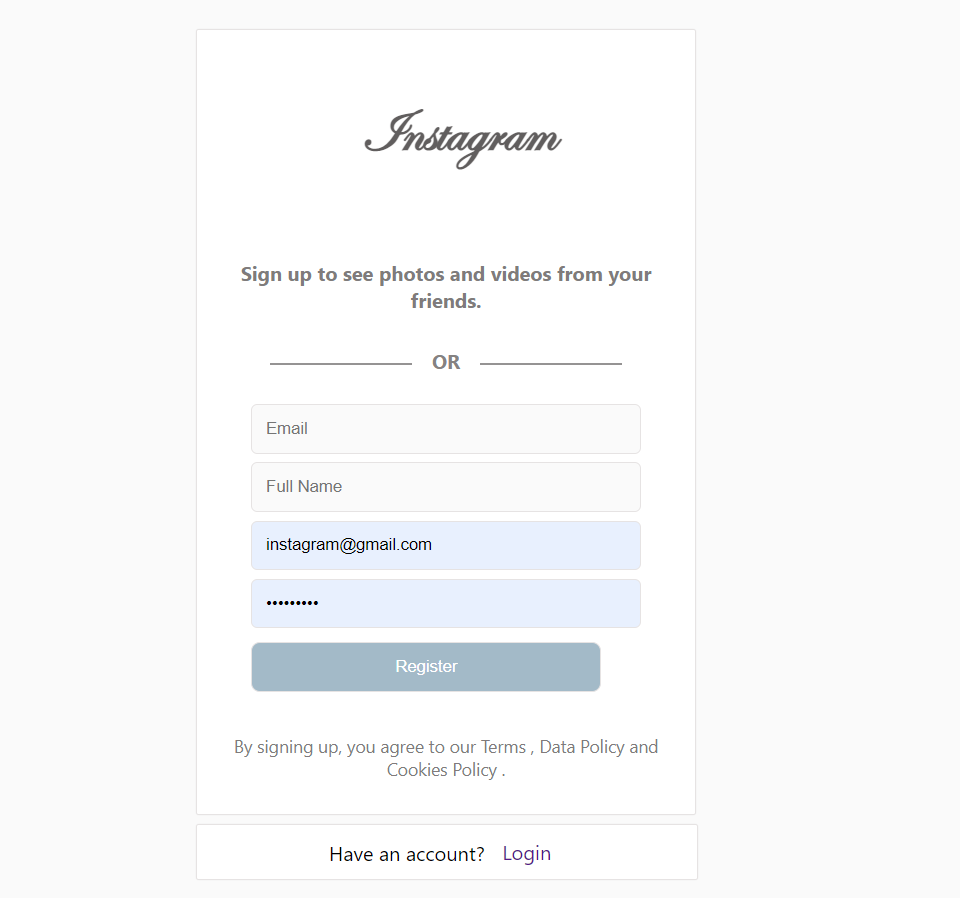 Instagram
Sign up to see photos and videos from your
friends.
OR
Email
Full Name
instagram@gmail.com
•••••••••
Register
By signing up, you agree to our Terms , Data Policy and
Cookies Policy .
Have an account? Login